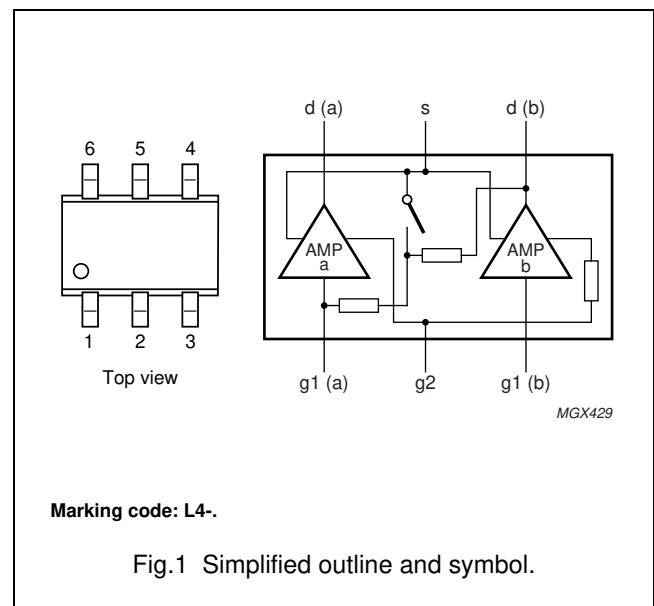 d (a) s d (b)
6 5 4
AMP
a
AMP
b
1 2 3
Top view
g1 (a) g2 g1 (b)
MGX429
Marking code: L4-.
Fig.1 Simplified outline and symbol.